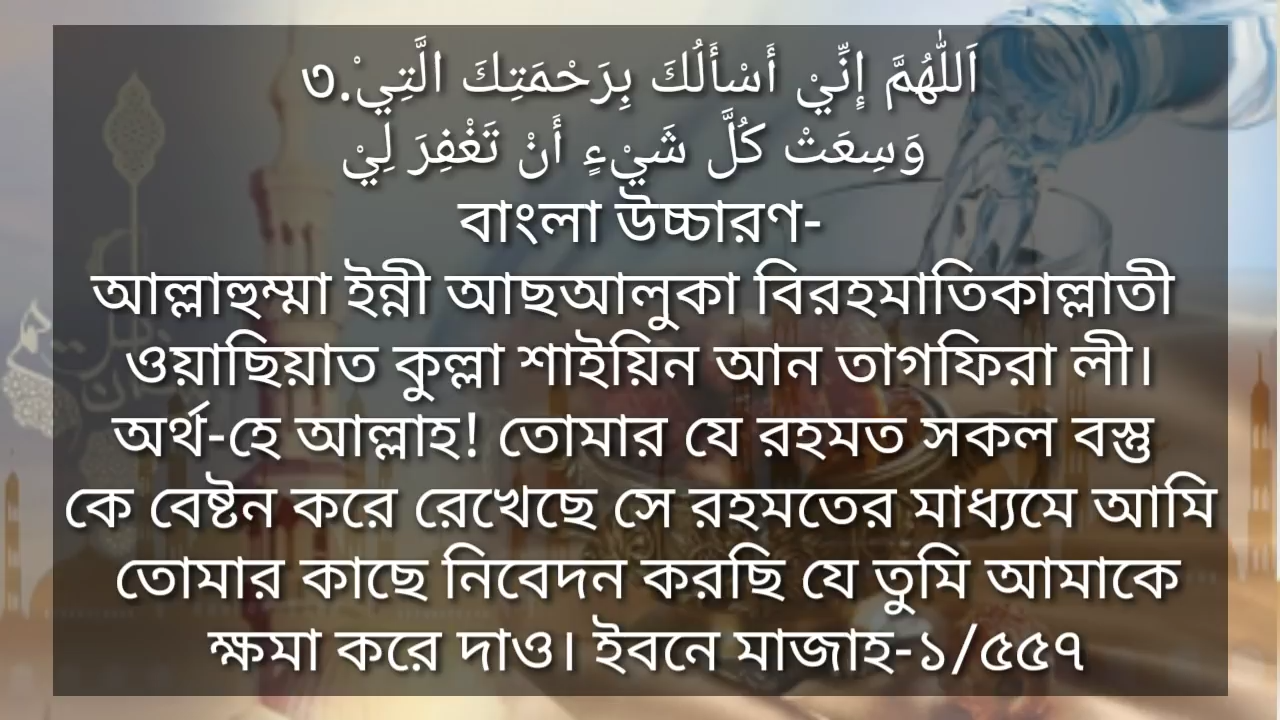 ৩.اَللّٰهُمَّ إِنِّيْ أَسْأَلُكَ بِرَحْمَتِكَ الَّتِيْ
وَسِعَتْ كُلَّ شَيْءٍ أَنْ تَغْفِرَ لِيْ
বাংলা উচ্চারণ-
আল্লাহুম্মা ইন্নী আছআলুকা বিরহমাতিকাল্লাতী
ওয়াছিয়াত কুল্লা শাইয়িন আন তাগফিরা লী।
অর্থ-হে আল্লাহ! তোমার যে রহমত সকল বস্তু
কে বেষ্টন করে রেখেছে সে রহমতের মাধ্যমে আমি
তোমার কাছে নিবেদন করছি যে তুমি আমাকে
ক্ষমা করে দাও। ইবনে মাজাহ-১/৫৫৭